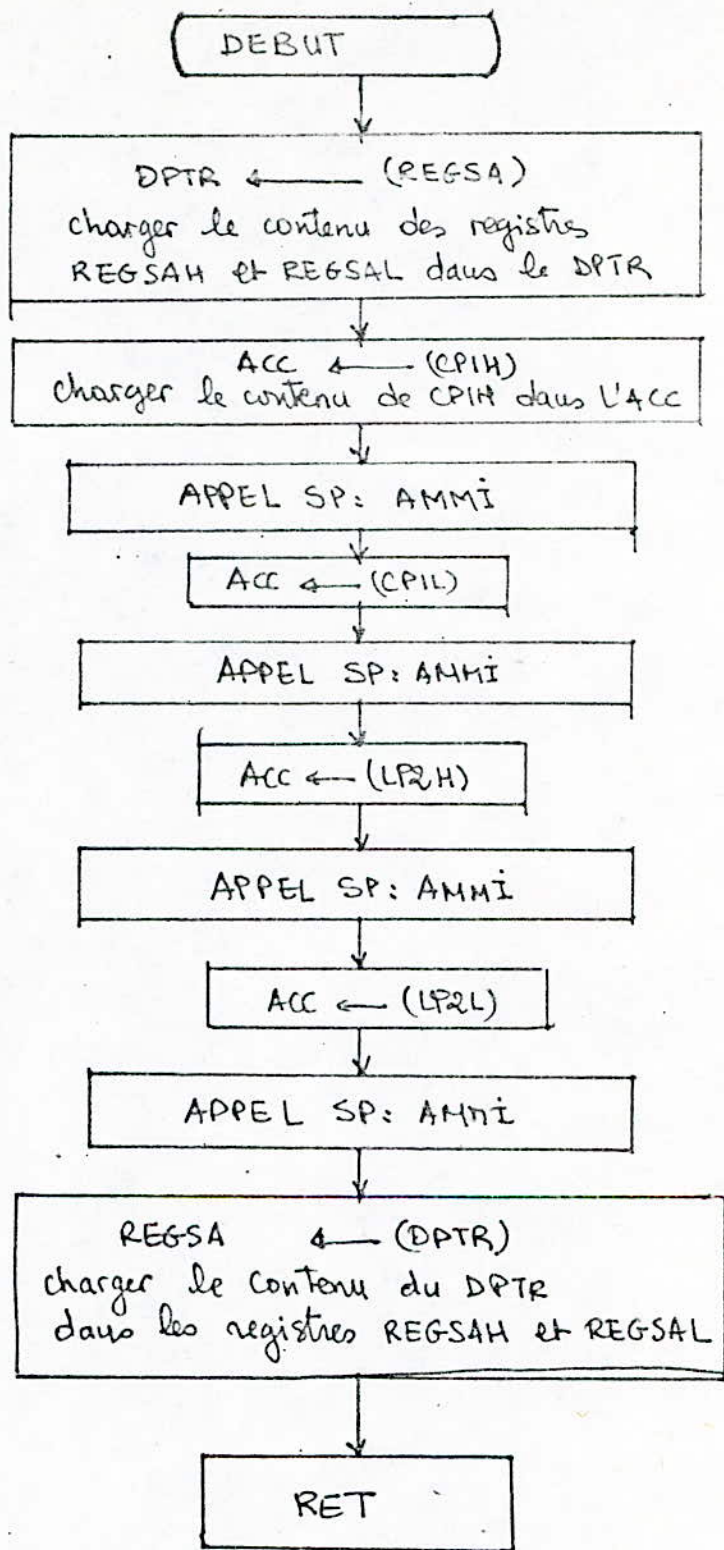 DEBUT
DPTR ← (REGSA)
charger le contenu des registres
REGSAH et REGSAL dans le DPTR
ACC ← (CPIH)
charger le contenu de CPIH dans l'ACC
APPEL SP: AMMI
ACC ← (CPIL)
APPEL SP: AMMI
ACC ← (LP2H)
APPEL SP: AMMI
ACC ← (LP2L)
APPEL SP: AMMI
REGSA ← (DPTR)
charger le contenu du DPTR
dans les registres REGSAH et REGSAL
RET